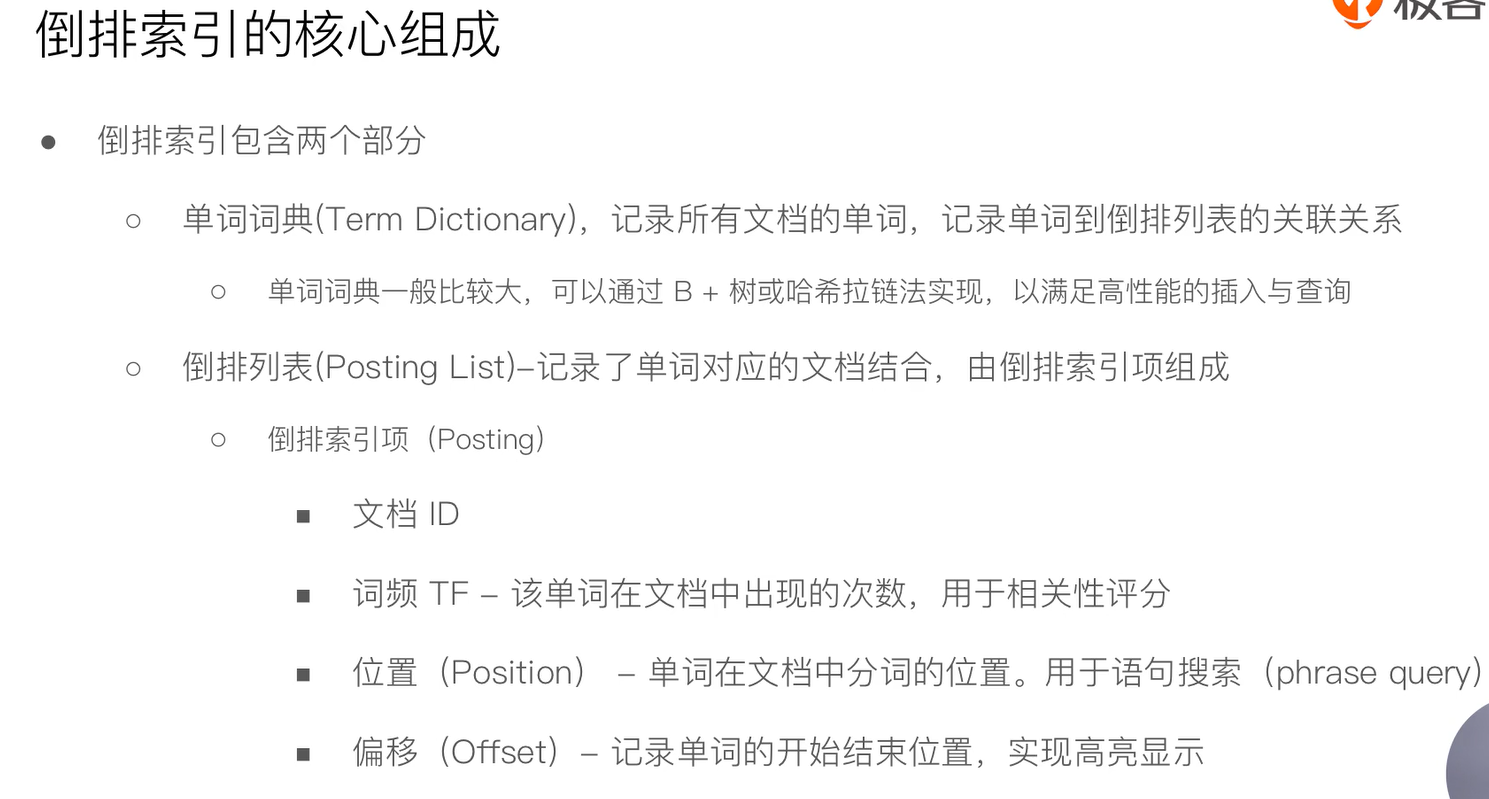 极客
倒排索引的核心组成
● 倒排索引包含两个部分
○ 单词词典(Term Dictionary)，记录所有文档的单词，记录单词到倒排列表的关联关系
○ 单词词典一般比较大，可以通过 B + 树或哈希拉链法实现，以满足高性能的插入与查询
○ 倒排列表(Posting List)–记录了单词对应的文档结合，由倒排索引项组成
○ 倒排索引项（Posting）
■ 文档 ID
■ 词频 TF – 该单词在文档中出现的次数，用于相关性评分
■ 位置（Position） – 单词在文档中分词的位置。用于语句搜索（phrase query）
■ 偏移（Offset）– 记录单词的开始结束位置，实现高亮显示